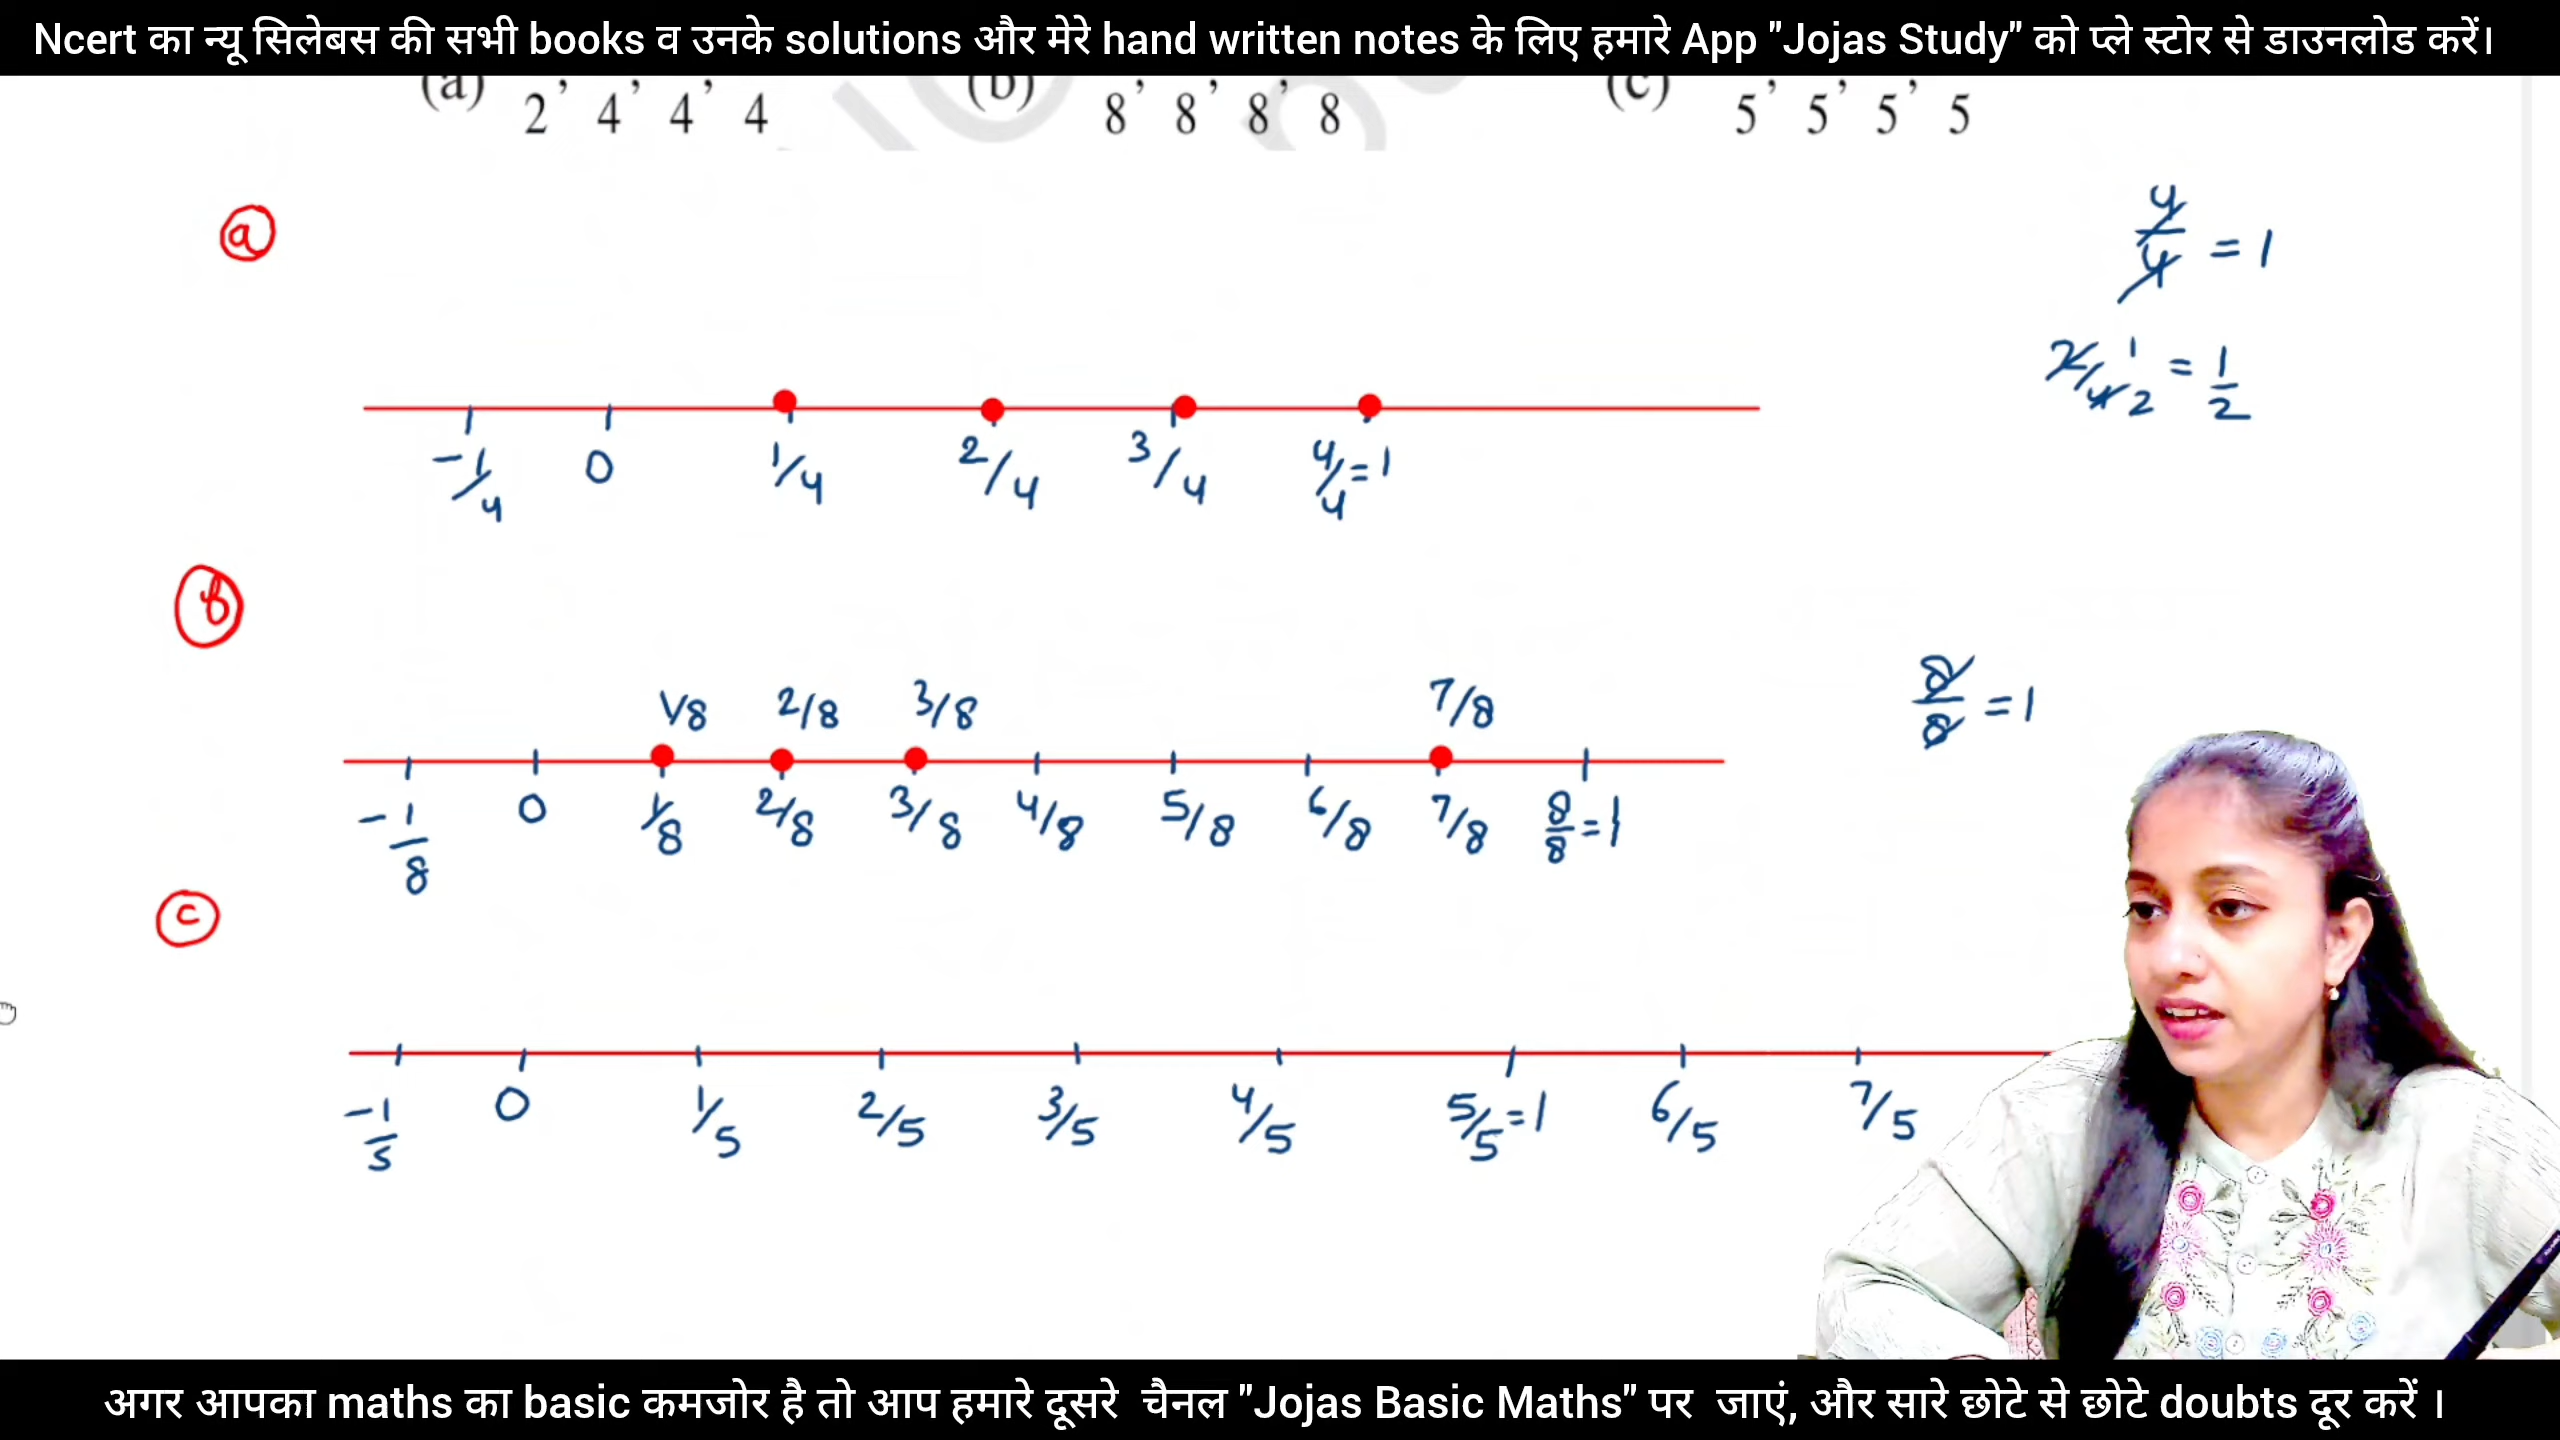 Ncert का न्यू सिलेबस की सभी books व उनके solutions और मेरे hand written notes के लिए हमारे App "Jojas Study" को प्ले स्टोर से डाउनलोड करें।
(a) 2, 4, 4, 4 (b) 8, 8, 8, 8 (c) 5, 5, 5, 5
a
4/4 = 1
2/4 1 2 = 1/2
-1/4 0 1/4 2/4 3/4 4/4=1
b
1/8 2/8 3/8 7/8
8/8 = 1
-1/8 0 1/8 2/8 3/8 4/8 5/8 6/8 7/8 8/8=1
c
-1/5 0 1/5 2/5 3/5 4/5 5/5=1 6/5 7/5
अगर आपका maths का basic कमजोर है तो आप हमारे दूसरे चैनल "Jojas Basic Maths" पर जाएं, और सारे छोटे से छोटे doubts दूर करें ।